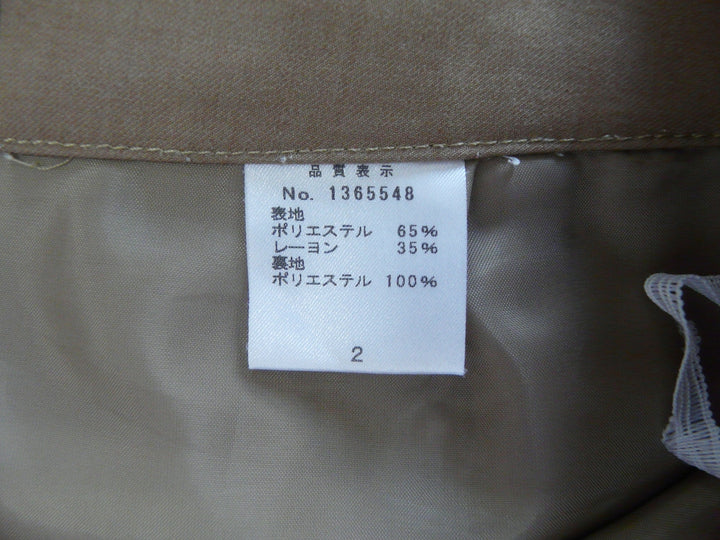 品質表示
No. 1365548
表地
ポリエステル 65%
レーヨン 35%
裏地
ポリエステル 100%
2